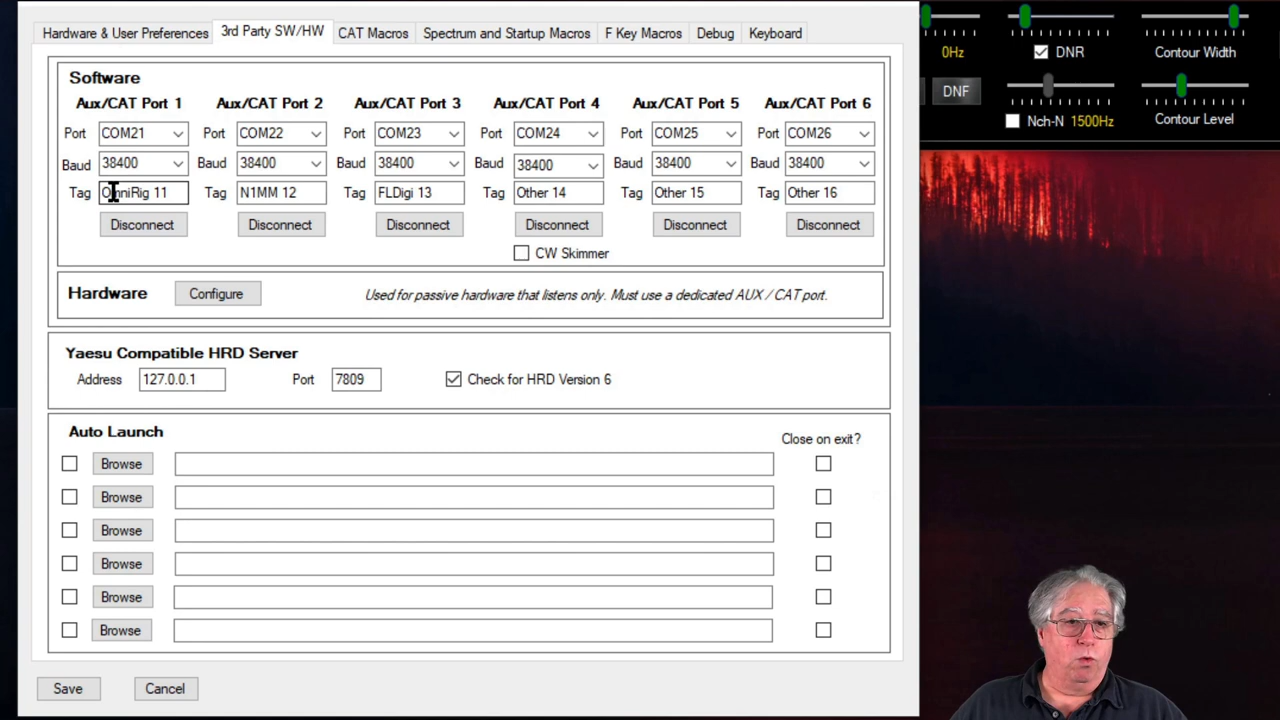 Hardware & User Preferences 3rd Party SW/HW CAT Macros Spectrum and Startup Macros F Key Macros Debug Keyboard
Software
Aux/CAT Port 1 Aux/CAT Port 2 Aux/CAT Port 3 Aux/CAT Port 4 Aux/CAT Port 5 Aux/CAT Port 6
Port COM21 Port COM22 Port COM23 Port COM24 Port COM25 Port COM26
Baud 38400 Baud 38400 Baud 38400 Baud 38400 Baud 38400 Baud 38400
Tag OmniRig 11 Tag N1MM 12 Tag FLDigi 13 Tag Other 14 Tag Other 15 Tag Other 16
Disconnect Disconnect Disconnect Disconnect Disconnect Disconnect
CW Skimmer
Hardware Configure Used for passive hardware that listens only. Must use a dedicated AUX / CAT port.
Yaesu Compatible HRD Server
Address 127.0.0.1 Port 7809 Check for HRD Version 6
Auto Launch
Close on exit?
Browse
Browse
Browse
Browse
Browse
Browse
Save Cancel
0Hz DNR Contour Width
DNF
Nch-N 1500Hz Contour Level